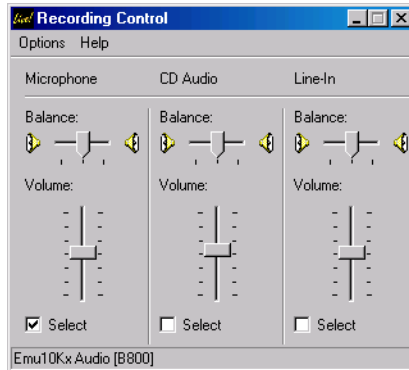 Live! Recording Control
Options Help
Microphone CD Audio Line-In
Balance: Balance: Balance:
Volume: Volume: Volume:
Select Select Select
Emu10Kx Audio [B800]